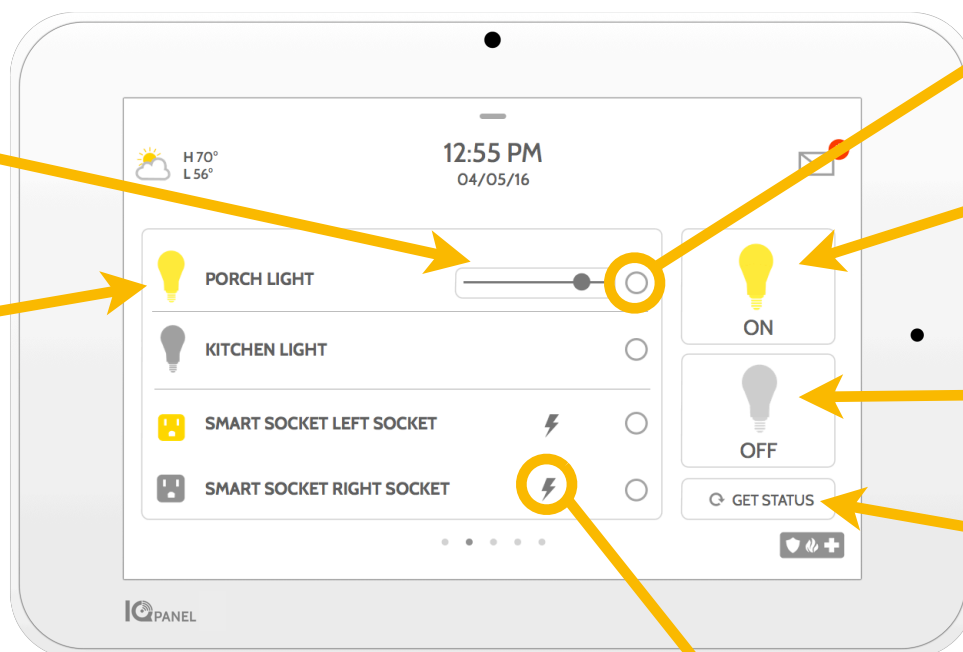 H 70°
L 56°
12:55 PM
04/05/16
PORCH LIGHT
KITCHEN LIGHT
SMART SOCKET LEFT SOCKET
SMART SOCKET RIGHT SOCKET
ON
OFF
GET STATUS
IQ PANEL